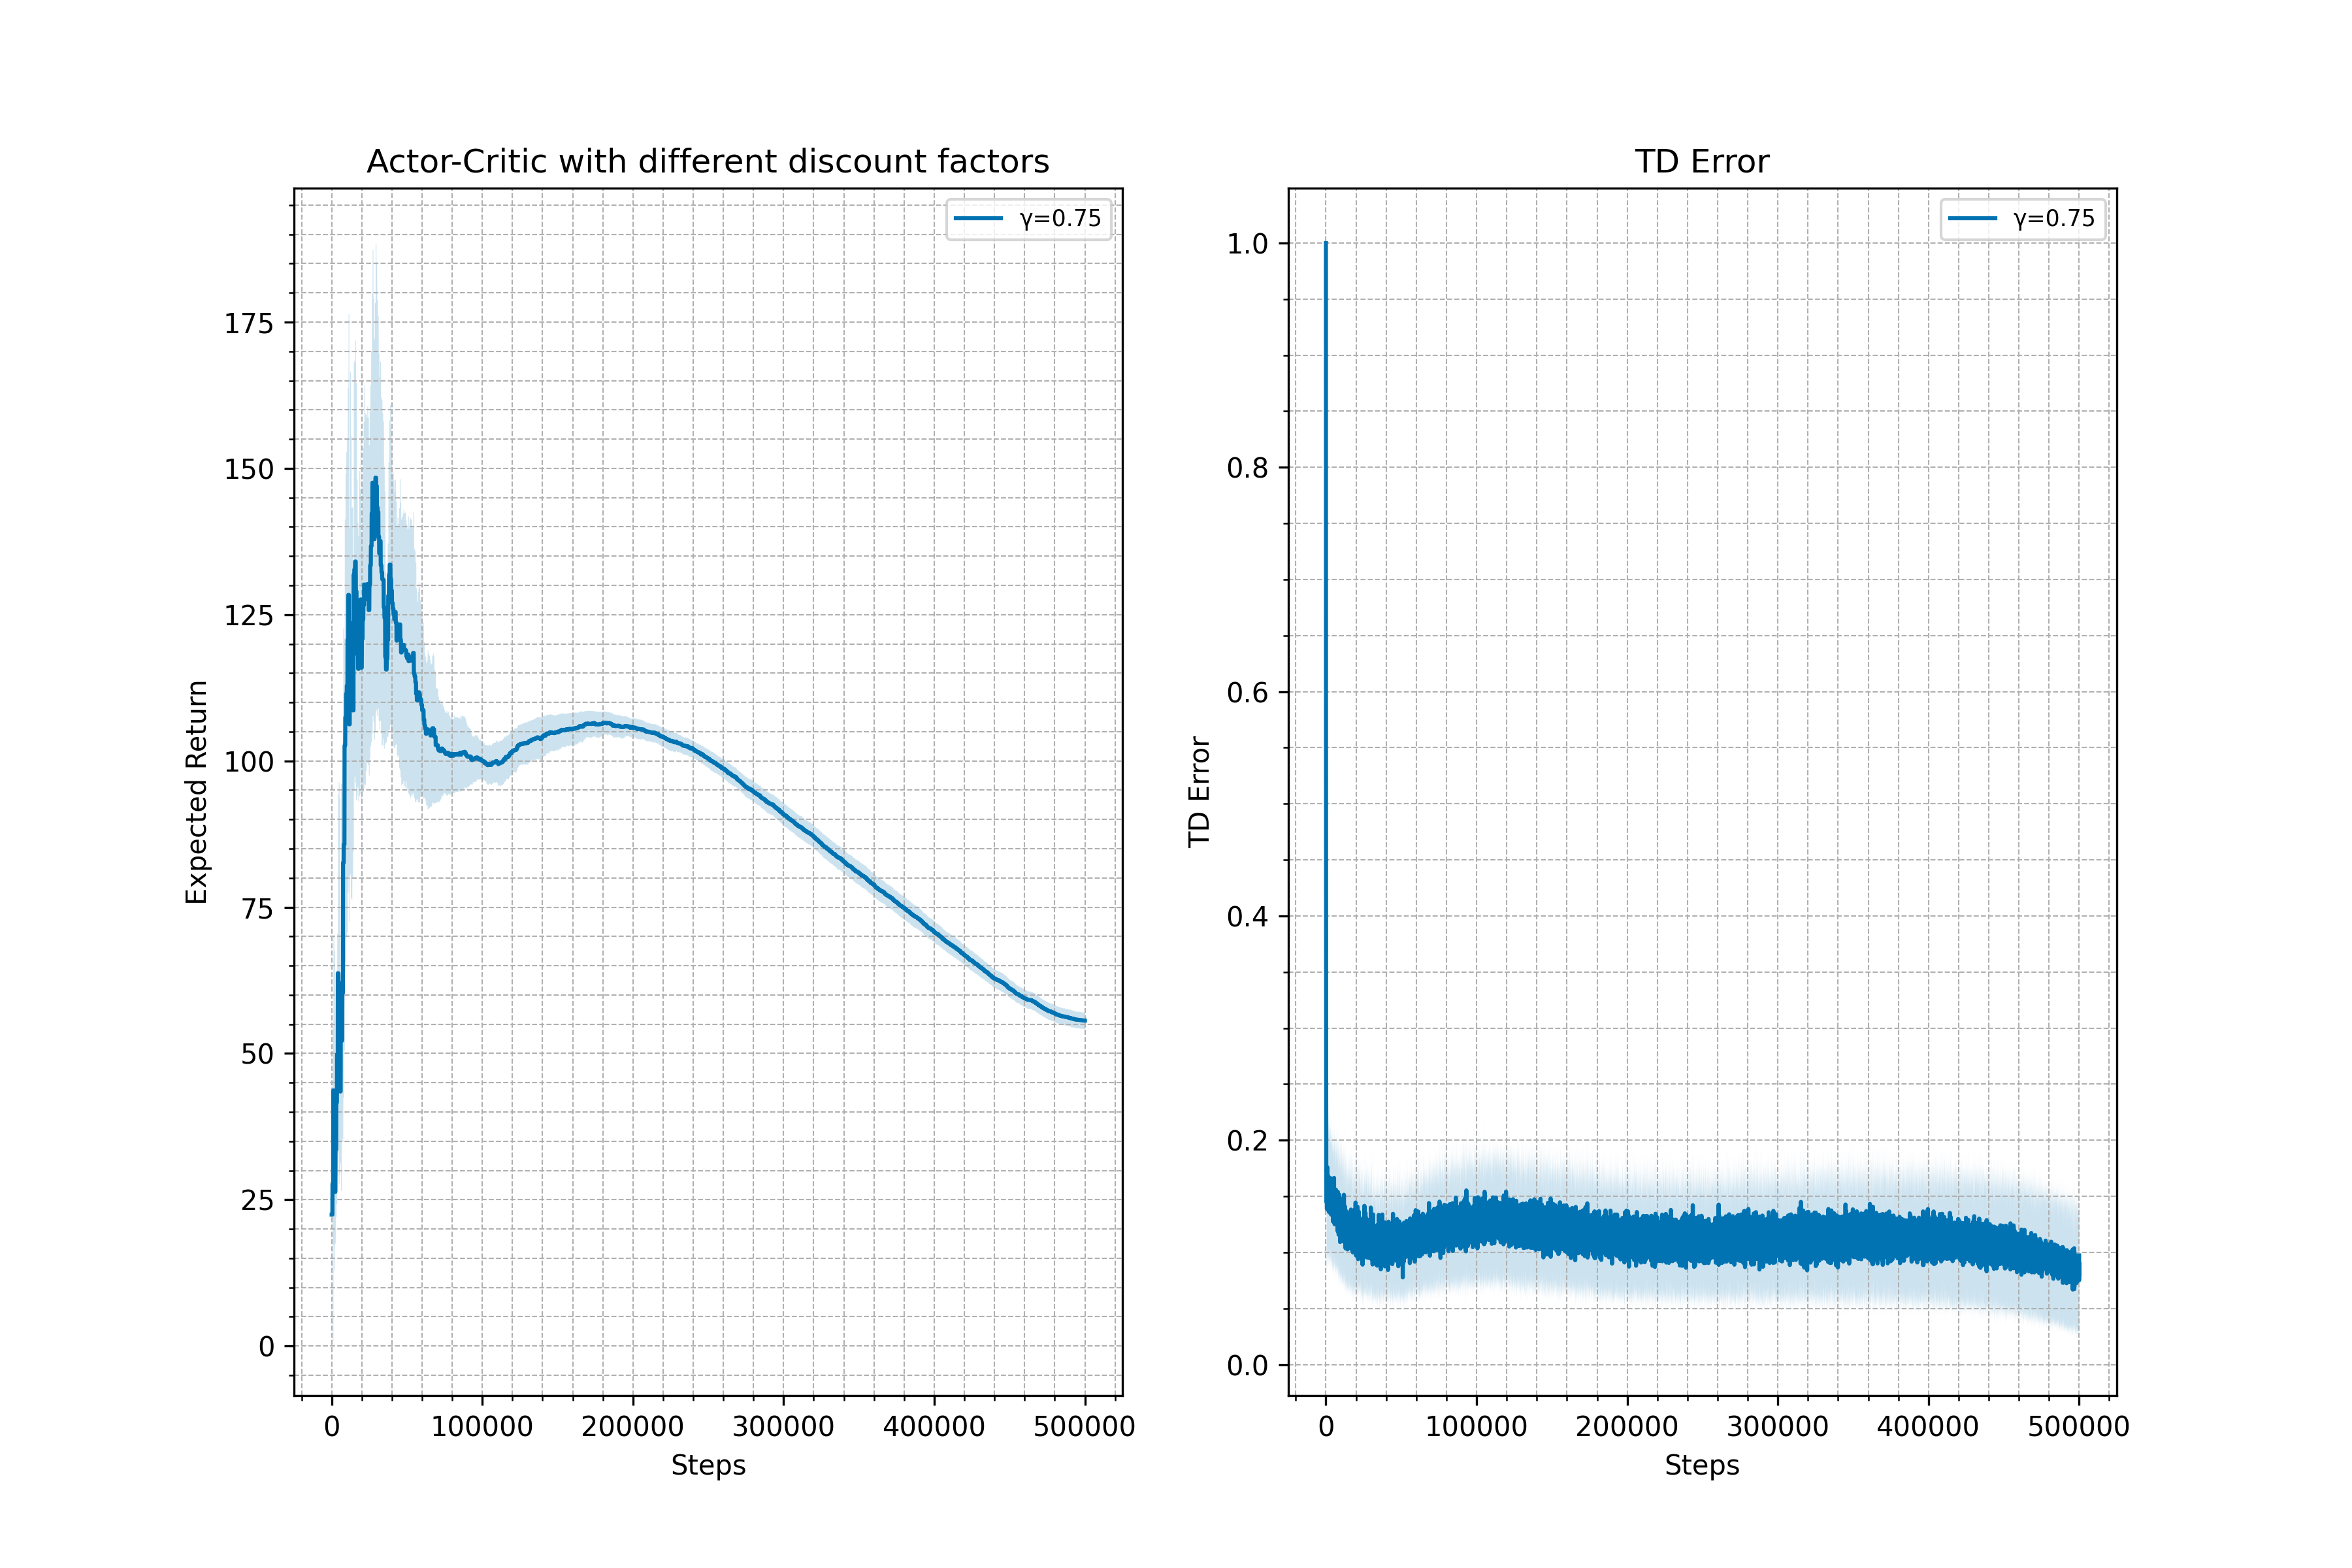 Actor-Critic with different discount factors
γ=0.75
175
150
125
100
75
50
25
0
Expected Return
0 100000 200000 300000 400000 500000
Steps
TD Error
γ=0.75
1.0
0.8
0.6
0.4
0.2
0.0
TD Error
0 100000 200000 300000 400000 500000
Steps